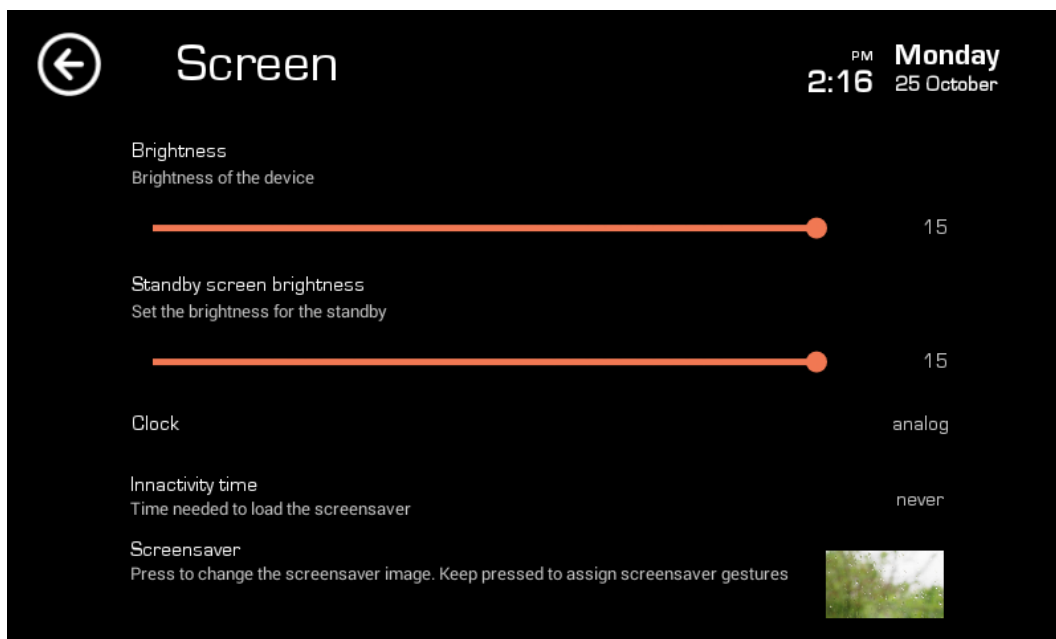 Screen
PM
2:16
Monday
25 October
Brightness
Brightness of the device
15
Standby screen brightness
Set the brightness for the standby
15
Clock
analog
Innactivity time
Time needed to load the screensaver
never
Screensaver
Press to change the screensaver image. Keep pressed to assign screensaver gestures